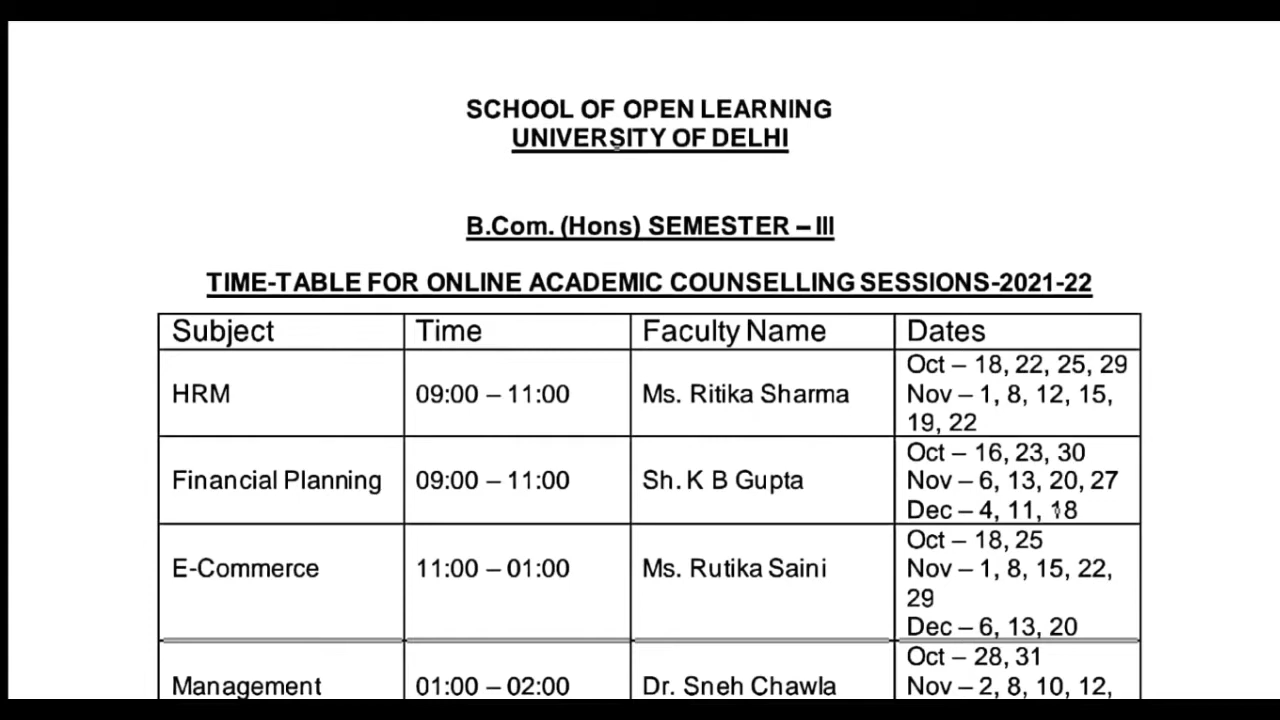 SCHOOL OF OPEN LEARNING
UNIVERSITY OF DELHI
B.Com. (Hons) SEMESTER – III
TIME-TABLE FOR ONLINE ACADEMIC COUNSELLING SESSIONS-2021-22
Subject Time Faculty Name Dates
HRM 09:00 – 11:00 Ms. Ritika Sharma Oct – 18, 22, 25, 29
Nov – 1, 8, 12, 15,
19, 22
Financial Planning 09:00 – 11:00 Sh. K B Gupta Oct – 16, 23, 30
Nov – 6, 13, 20, 27
Dec – 4, 11, 18
E-Commerce 11:00 – 01:00 Ms. Rutika Saini Oct – 18, 25
Nov – 1, 8, 15, 22,
29
Dec – 6, 13, 20
Management 01:00 – 02:00 Dr. Sneh Chawla Oct – 28, 31
Nov – 2, 8, 10, 12,